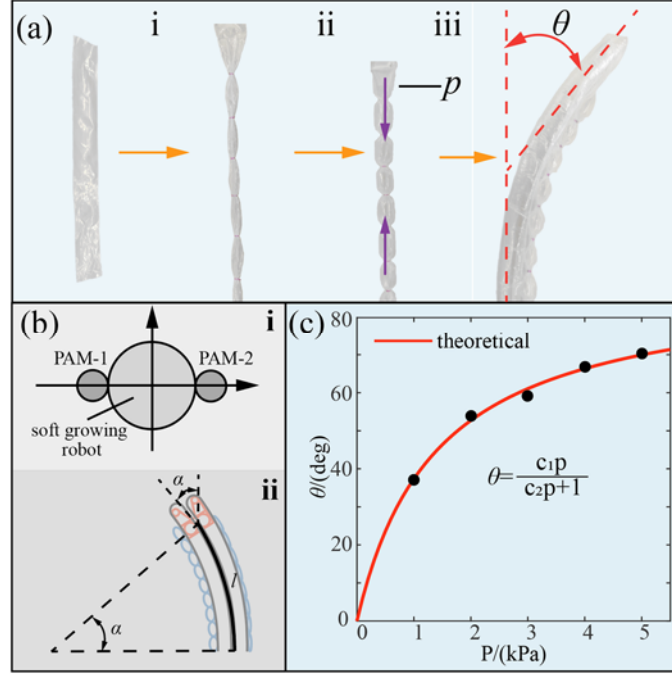 (a)
i
ii
iii
θ
p
(b)
i
PAM-1
PAM-2
soft growing
robot
ii
α
l
α
(c)
80
60
40
20
0
θ/(deg)
theoretical
θ=c₁p/c₂p+1
0 1 2 3 4 5
P/(kPa)